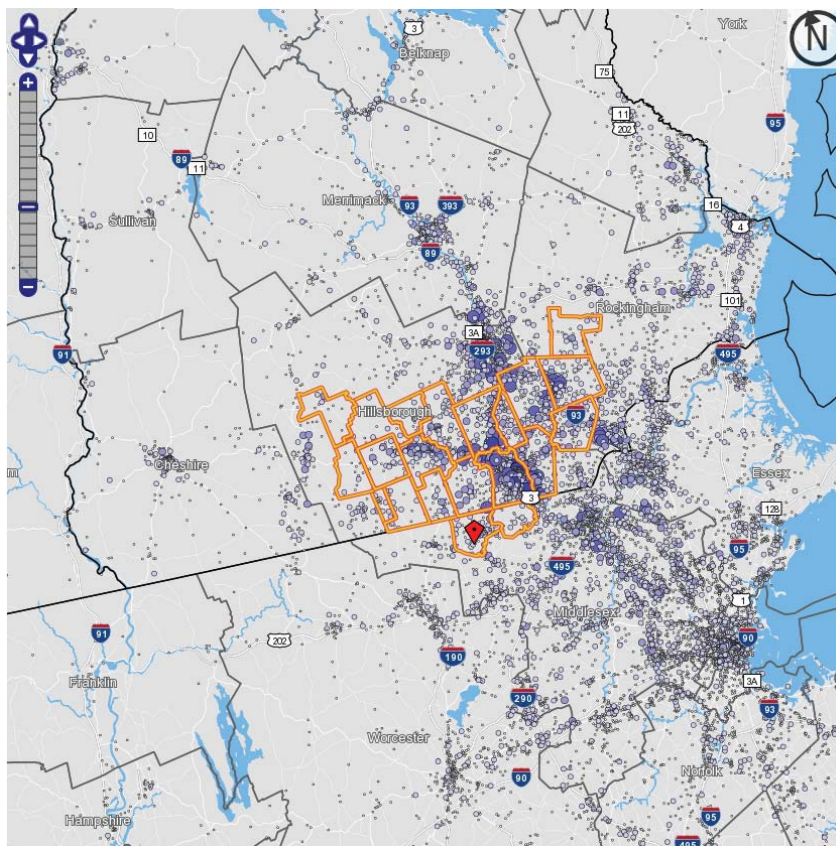 York
N
3
Belknap
75
95
11
202
10
89
11
Merrimack
93
393
16
Sullivan
4
89
101
Rockingham
3A
293
91
495
Hillsborough
93
Cheshire
m
Essex
3
128
95
495
Middlesex
1
91
202
90
190
3A
Franklin
290
93
Worcester
Norfolk
90
95
Hampshire
495